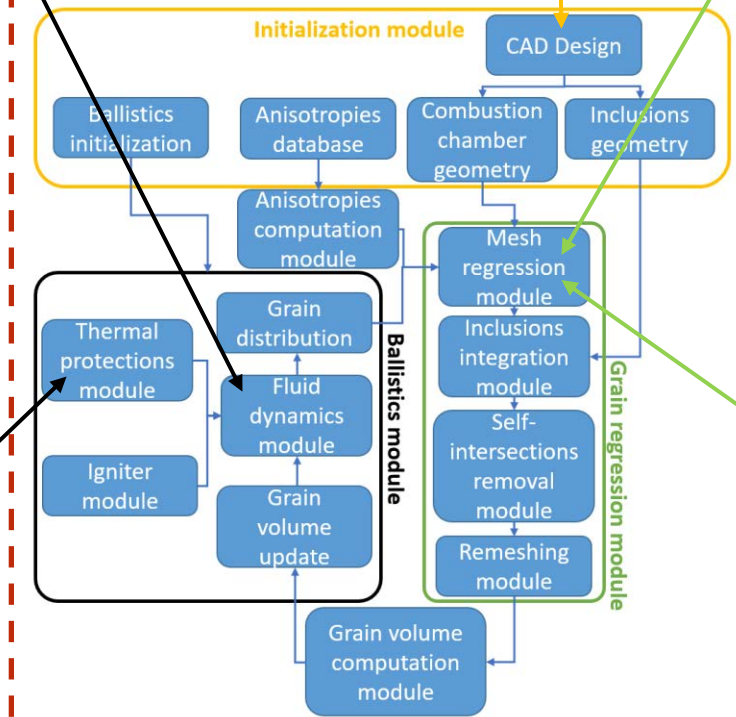 Initialization module
CAD Design
Ballistics
initialization
Anisotropies
database
Combustion
chamber
geometry
Inclusions
geometry
Anisotropies
computation
module
Mesh
regression
module
Grain
distribution
Thermal
protections
module
Inclusions
integration
module
Fluid
dynamics
module
Ballistics module
Grain regression module
Self-
intersections
removal
module
Igniter
module
Grain
volume
update
Remeshing
module
Grain volume
computation
module